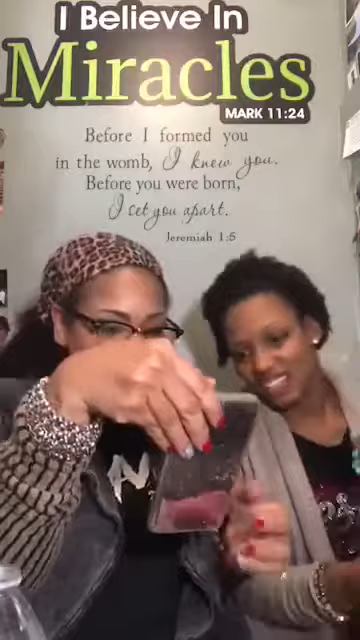 I Believe In
Miracles
MARK 11:24
Before I formed you
in the womb, I knew you.
Before you were born,
I set you apart.
Jeremiah 1:5